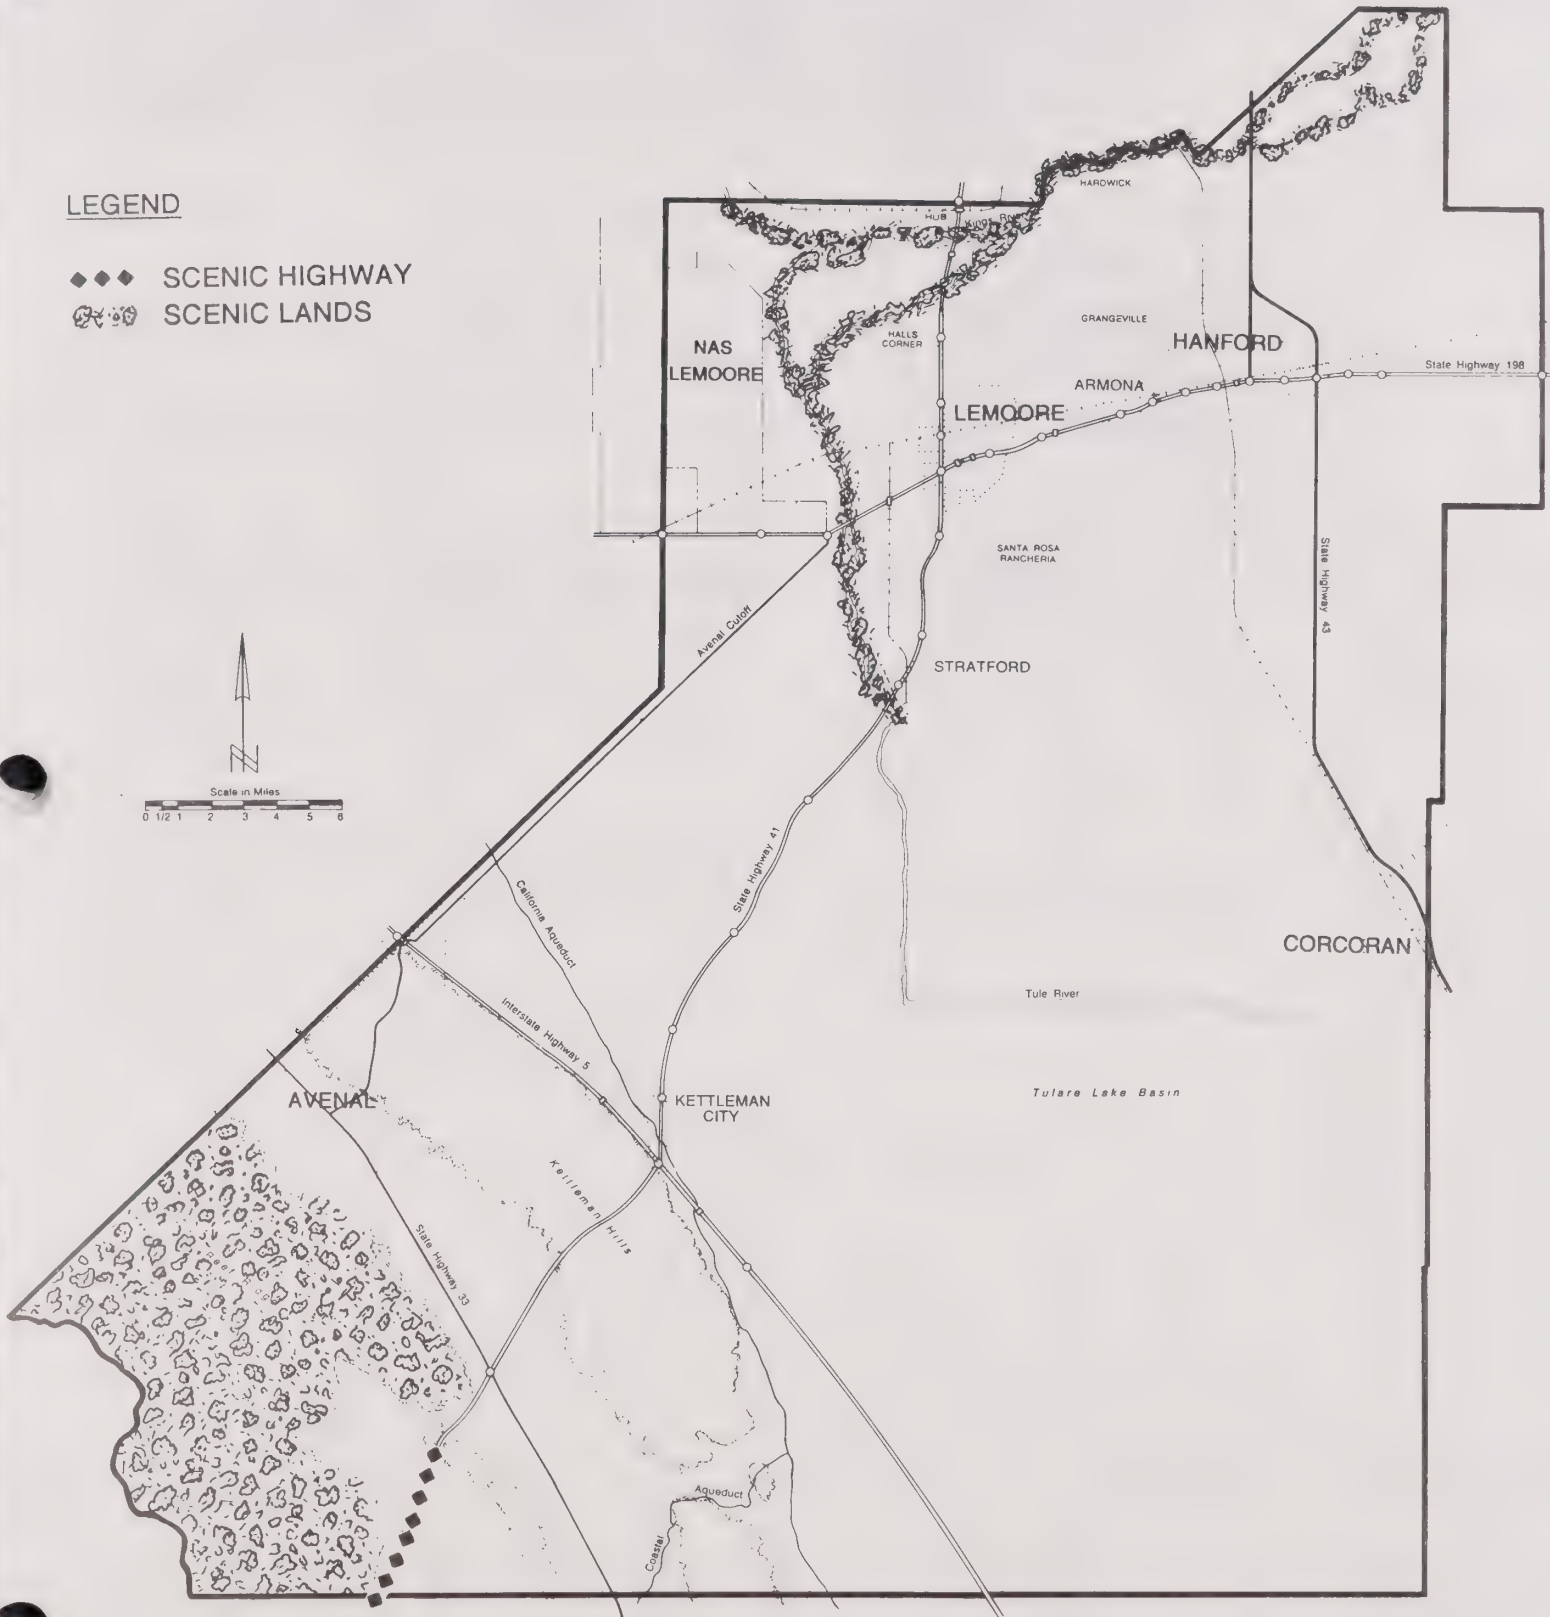 LEGEND
SCENIC HIGHWAY
SCENIC LANDS
HARDWICK
HUB
Kings River
GRANGEVILLE
HALLS
CORNER
HANFORD
NAS
LEMOORE
ARMONA
State Highway 198
LEMOORE
SANTA ROSA
RANCHERIA
State Highway 43
Avenal Cutoff
STRATFORD
N
Scale in Miles
0 1/2 1 2 3 4 5 6
State Highway 41
California Aqueduct
CORCORAN
Tule River
Interstate Highway 5
Tulare Lake Basin
AVENAL
KETTLEMAN
CITY
Kettleman Hills
State Highway 33
Aqueduct
Coastal